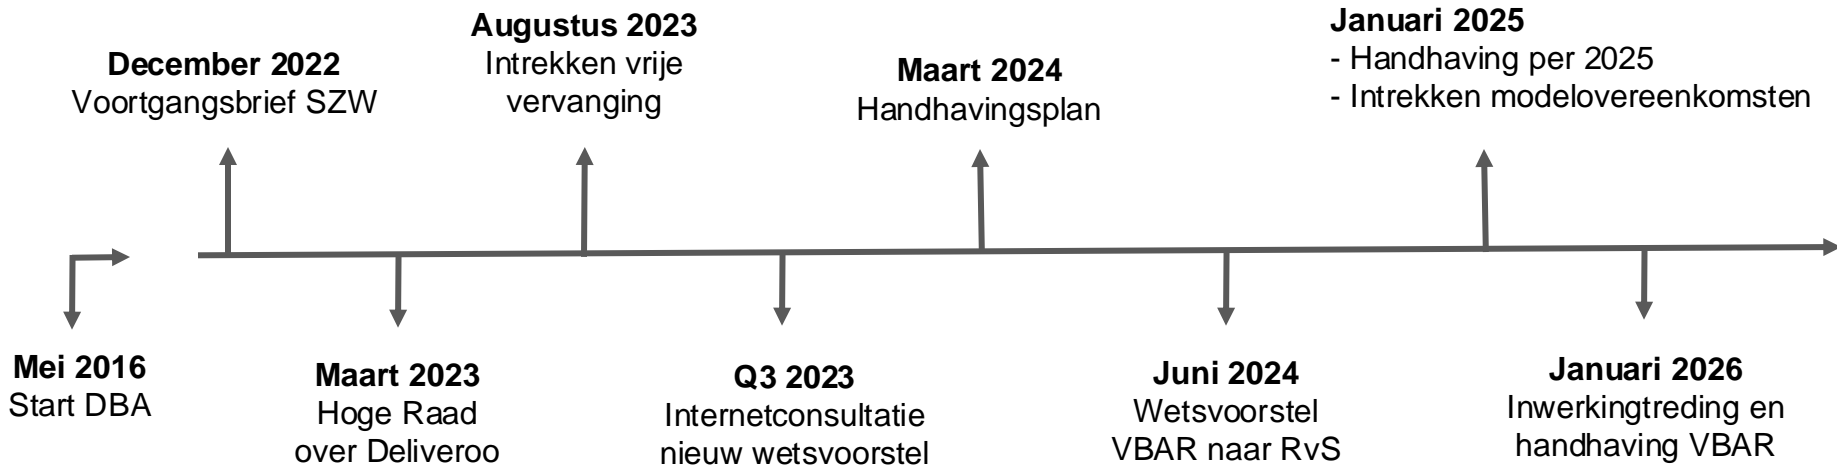 Mei 2016
Start DBA
December 2022
Voortgangsbrief SZW
Maart 2023
Hoge Raad
over Deliveroo
Augustus 2023
Intrekken vrije
vervanging
Q3 2023
Internetconsultatie
nieuw wetsvoorstel
Maart 2024
Handhavingsplan
Juni 2024
Wetsvoorstel
VBAR naar RvS
Januari 2025
- Handhaving per 2025
- Intrekken modelovereenkomsten
Januari 2026
Inwerkingtreding en
handhaving VBAR